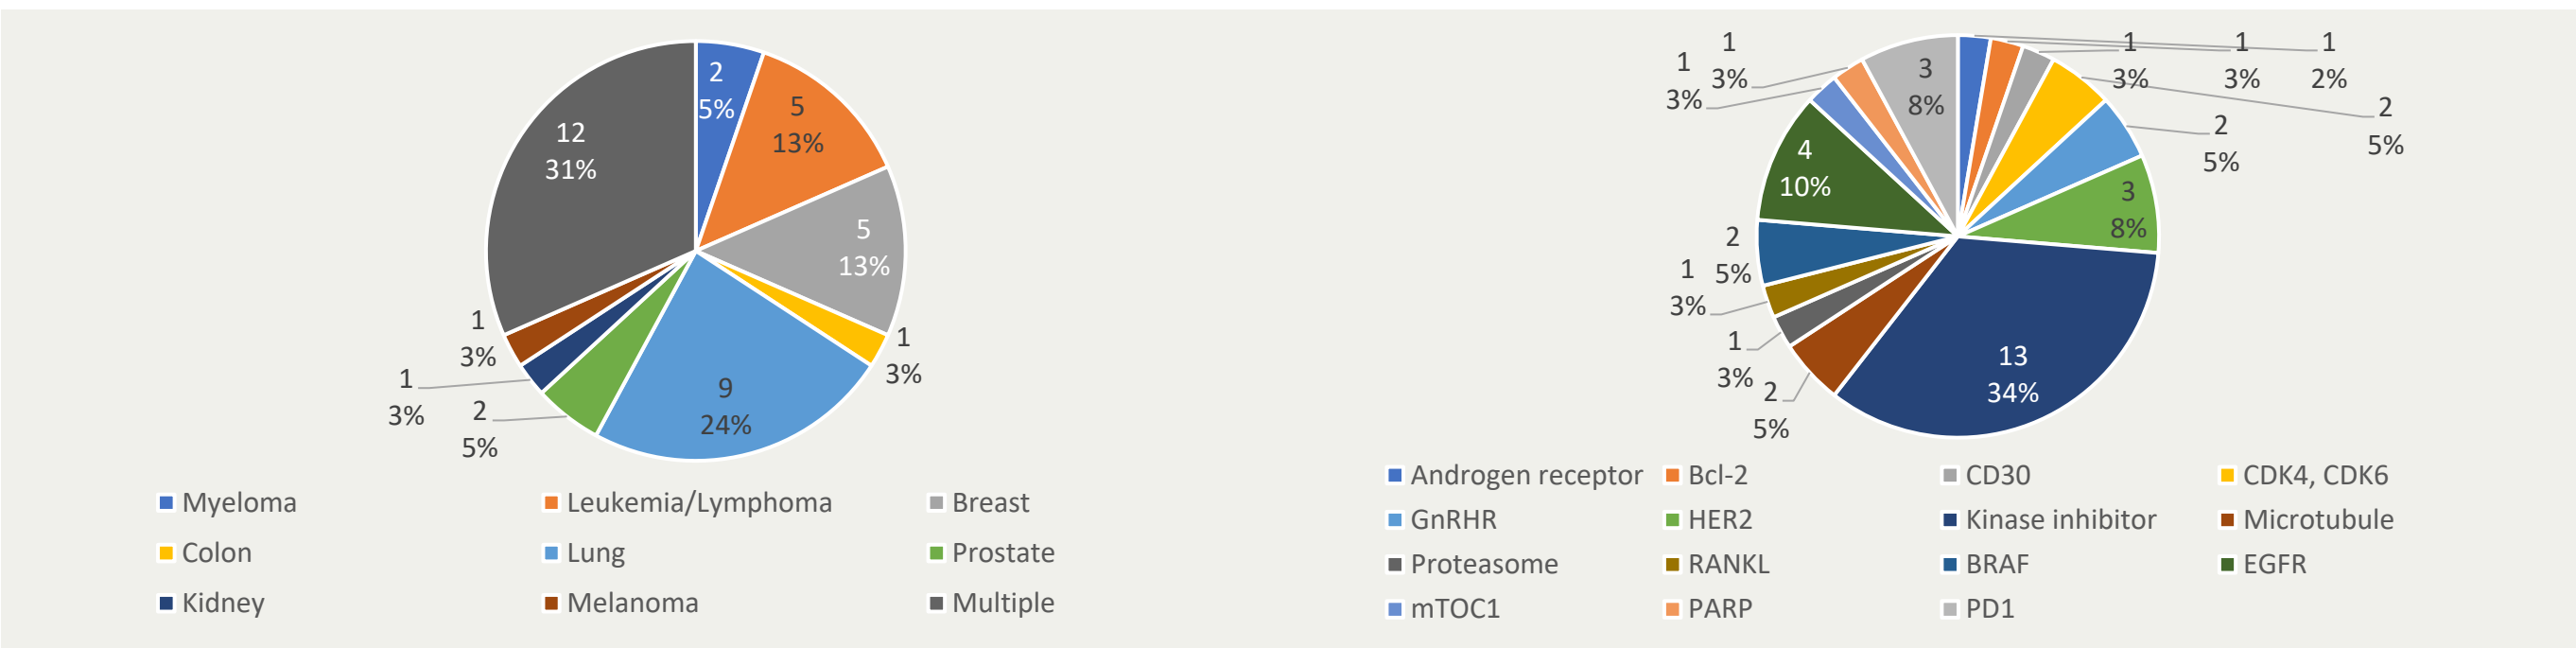 2
5%
5
13%
5
13%
1
3%
9
24%
2
5%
1
3%
1
3%
12
31%
Myeloma
Leukemia/Lymphoma
Breast
Colon
Lung
Prostate
Kidney
Melanoma
Multiple
1
2%
1
3%
1
3%
2
5%
2
5%
3
8%
13
34%
2
5%
1
3%
1
3%
2
5%
4
10%
1
3%
1
3%
3
8%
Androgen receptor
Bcl-2
CD30
CDK4, CDK6
GnRHR
HER2
Kinase inhibitor
Microtubule
Proteasome
RANKL
BRAF
EGFR
mTOC1
PARP
PD1